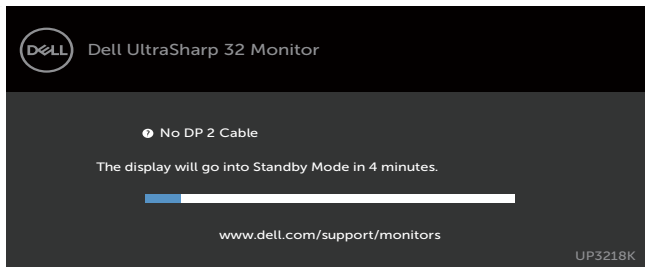 DELL Dell UltraSharp 32 Monitor
? No DP 2 Cable
The display will go into Standby Mode in 4 minutes.
www.dell.com/support/monitors
UP3218K